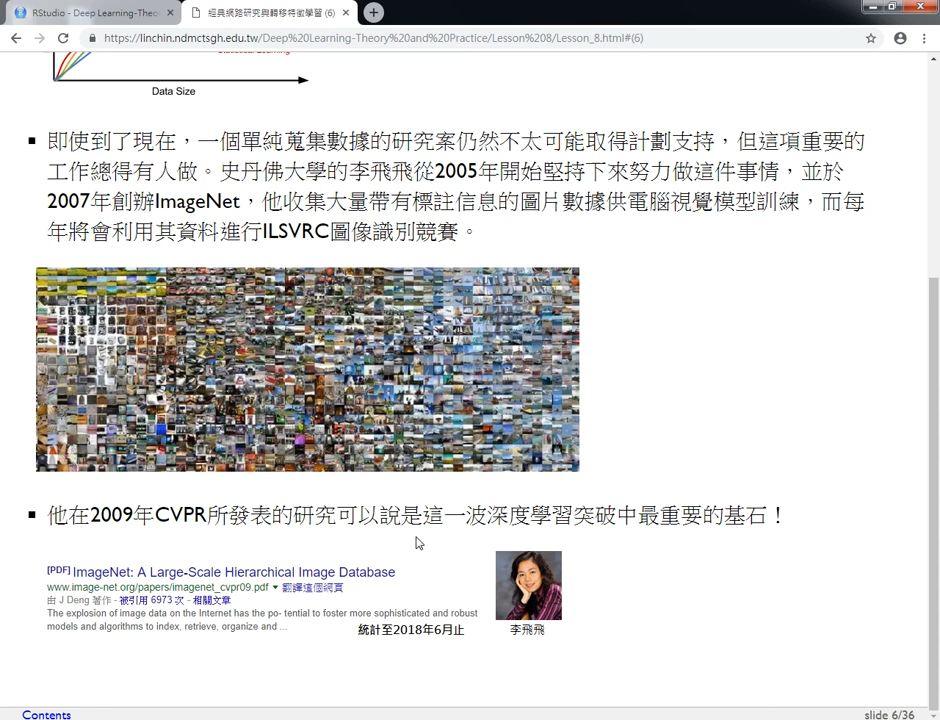 RStudio - Deep Learning-Theo
經典網路研究與轉移特徵學習 (6)
https://linchin.ndmctsgh.edu.tw/Deep%20Learning-Theory%20and%20Practice/Lesson%208/Lesson_8.html#(6)
Data Size
即使到了現在，一個單純蒐集數據的研究案仍然不太可能取得計劃支持，但這項重要的
工作總得有人做。史丹佛大學的李飛飛從2005年開始堅持下來努力做這件事情，並於
2007年創辦ImageNet，他收集大量帶有標註信息的圖片數據供電腦視覺模型訓練，而每
年將會利用其資料進行ILSVRC圖像識別競賽。
他在2009年CVPR所發表的研究可以說是這一波深度學習突破中最重要的基石！
[PDF] ImageNet: A Large-Scale Hierarchical Image Database
www.image-net.org/papers/imagenet_cvpr09.pdf ▼ 翻譯這個網頁
由 J Deng 著作 - 被引用 6973 次 - 相關文章
The explosion of image data on the Internet has the po- tential to foster more sophisticated and robust
models and algorithms to index, retrieve, organize and ...
統計至2018年6月止
李飛飛
Contents
slide 6/36